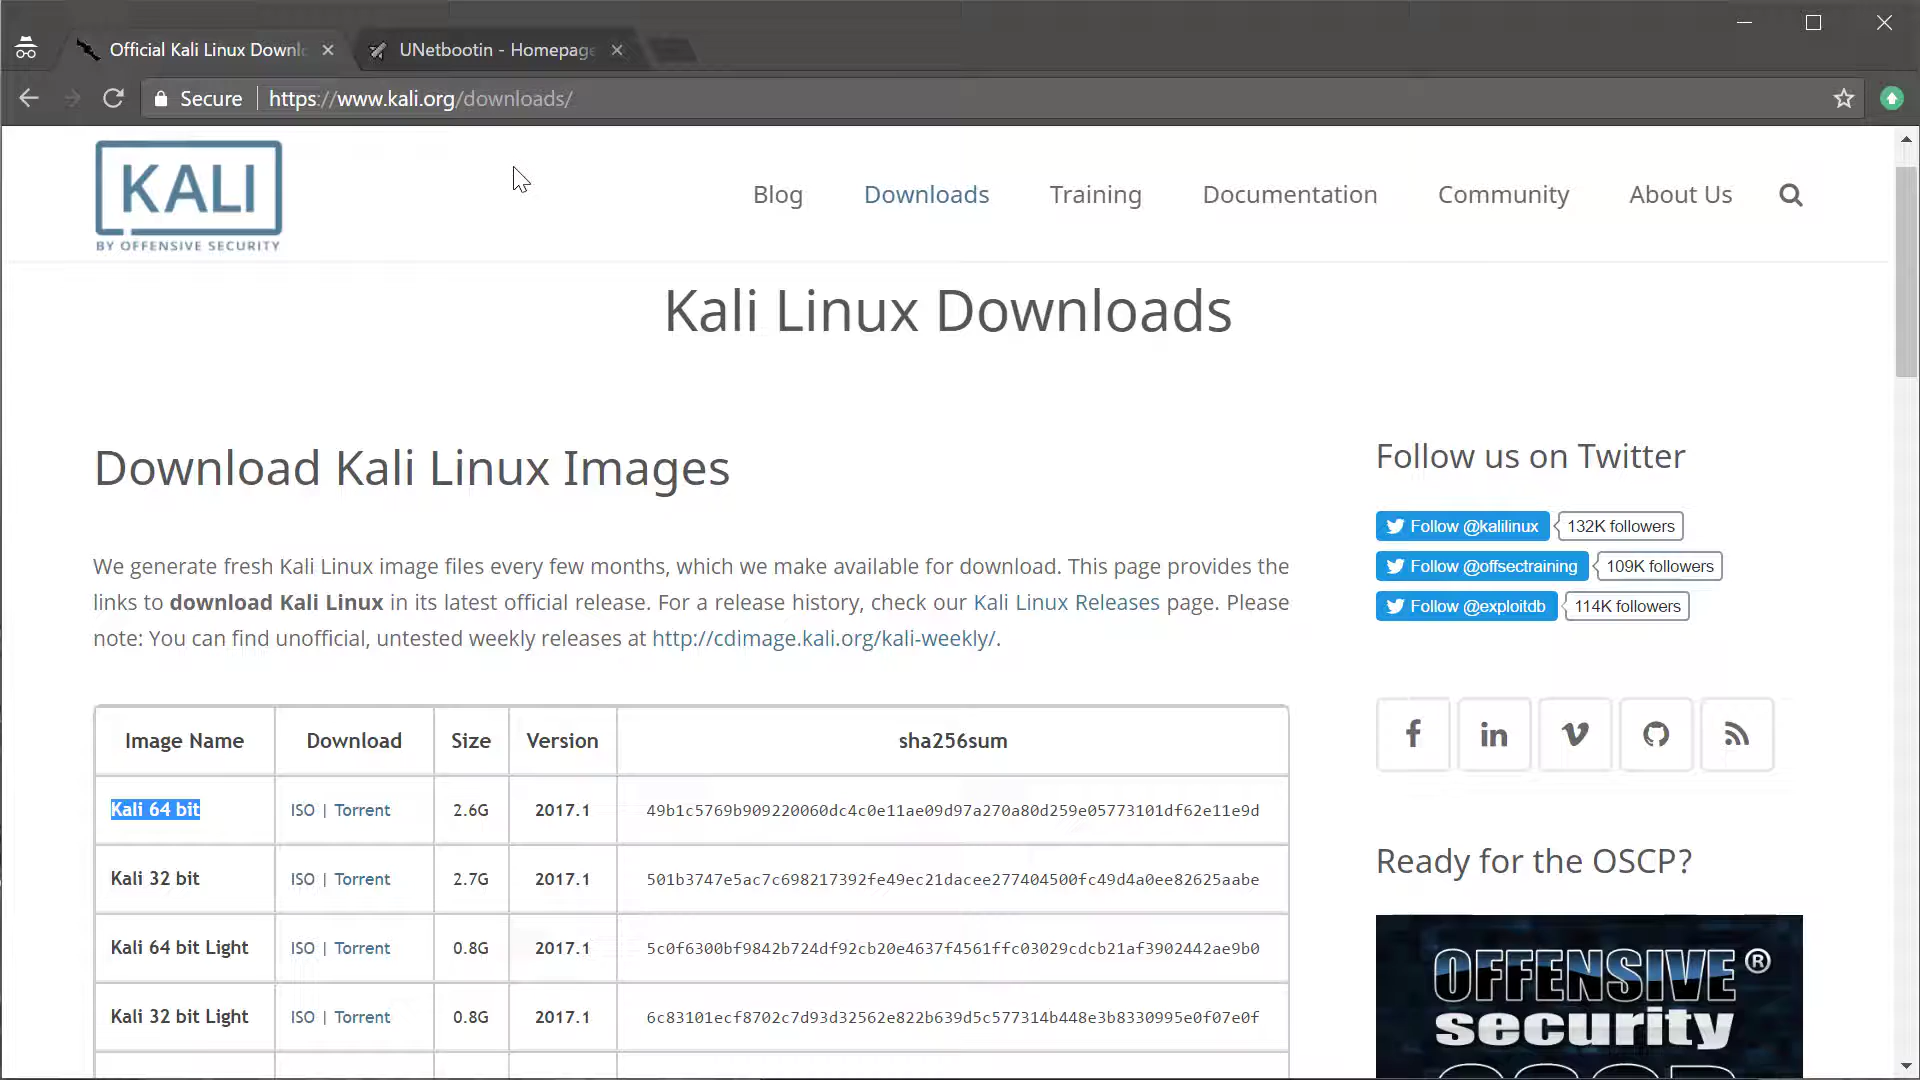 Official Kali Linux Downl
UNetbootin - Homepage
Secure
https://www.kali.org/downloads/
KALI
BY OFFENSIVE SECURITY
Blog
Downloads
Training
Documentation
Community
About Us
Kali Linux Downloads
Download Kali Linux Images
We generate fresh Kali Linux image files every few months, which we make available for download. This page provides the
links to download Kali Linux in its latest official release. For a release history, check our Kali Linux Releases page. Please
note: You can find unofficial, untested weekly releases at http://cdimage.kali.org/kali-weekly/.
Image Name Download Size Version sha256sum
Kali 64 bit ISO | Torrent 2.6G 2017.1 49b1c5769b909220060dc4c0e11ae09d97a270a80d259e05773101df62e11e9d
Kali 32 bit ISO | Torrent 2.7G 2017.1 501b3747e5ac7c698217392fe49ec21dacee277404500fc49d4a0ee82625aabe
Kali 64 bit Light ISO | Torrent 0.8G 2017.1 5c0f6300bf9842b724df92cb20e4637f4561ffc03029cdcb21af3902442ae9b0
Kali 32 bit Light ISO | Torrent 0.8G 2017.1 6c83101ecf8702c7d93d32562e822b639d5c577314b448e3b8330995e0f07e0f
Follow us on Twitter
Follow @kalilinux 132K followers
Follow @offsectraining 109K followers
Follow @exploitdb 114K followers
Ready for the OSCP?
OFFENSIVE®
security